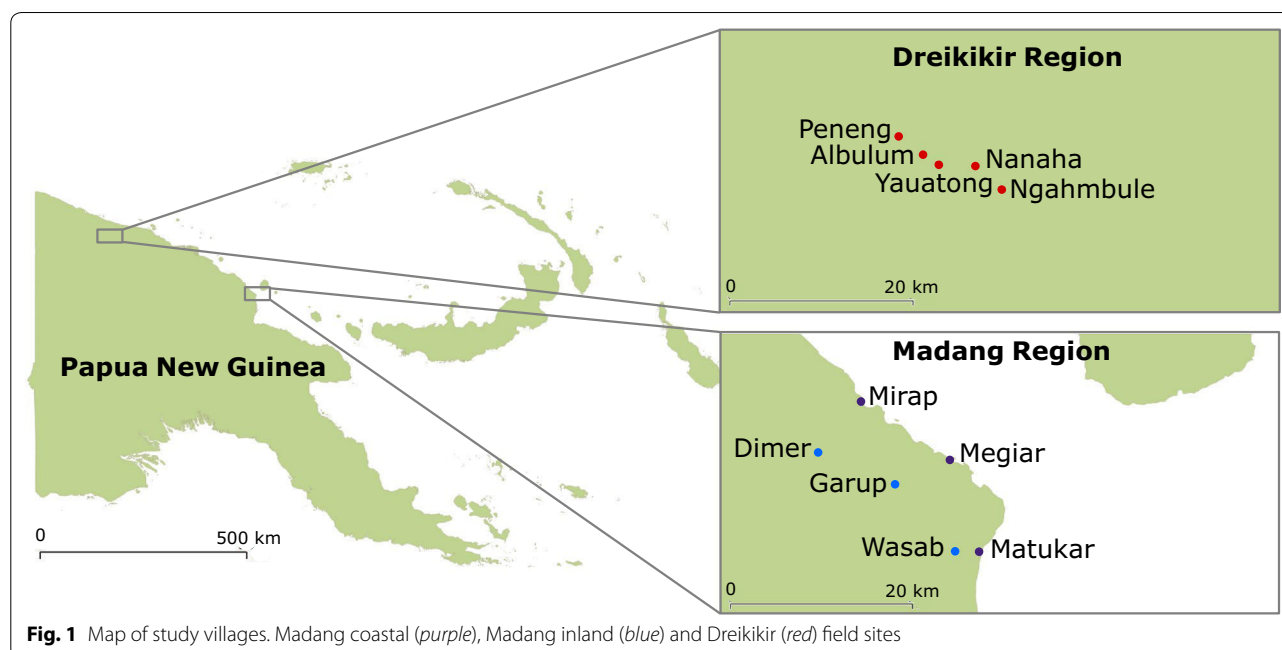 Dreikikir Region
Peneng
Albulum
Nanaha
Yauatong
Ngahmbule
0 20 km
Papua New Guinea
0 500 km
Madang Region
Mirap
Dimer
Megiar
Garup
Wasab
Matukar
0 20 km
Fig. 1 Map of study villages. Madang coastal (purple), Madang inland (blue) and Dreikikir (red) field sites